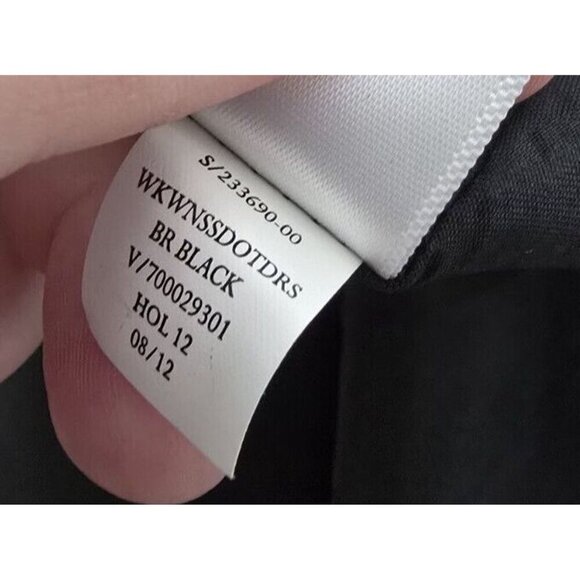 S/233690-00
WKWNSSDOTDRS
BR BLACK
V/700029301
HOL 12
08/12